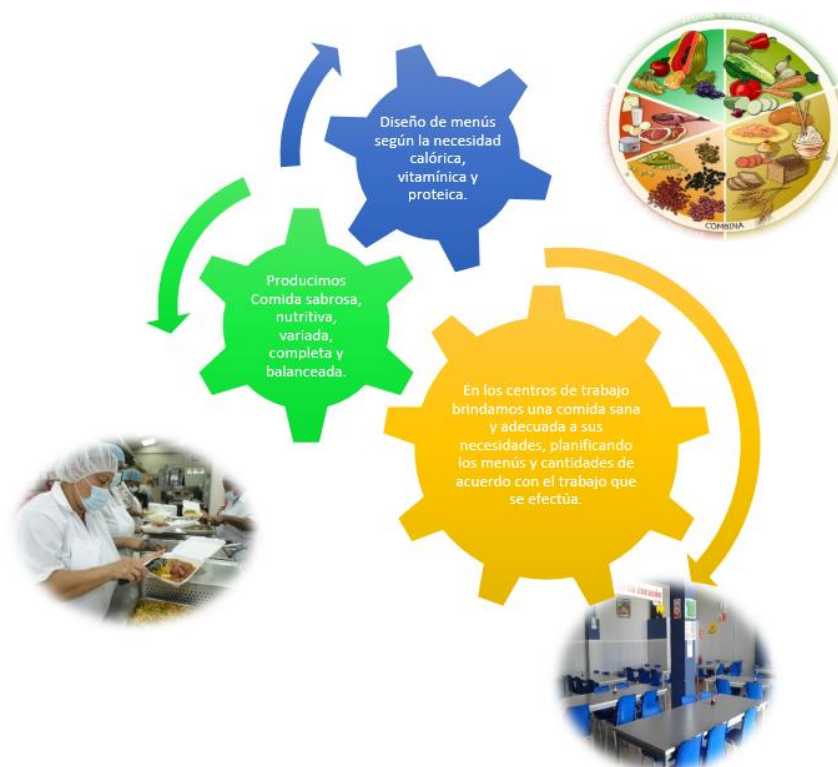 Diseño de menús
según la necesidad
calórica,
vitamínica y
proteica.
Producimos
Comida sabrosa,
nutritiva,
variada,
completa y
balanceada.
En los centros de trabajo
brindamos una comida sana
y adecuada a sus
necesidades, planificando
los menús y cantidades de
acuerdo con el trabajo que
se efectúa.
COMBINA